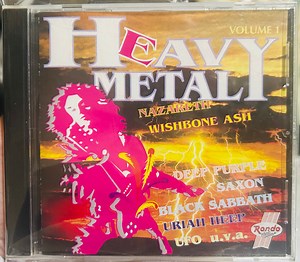 HEAVY
VOLUME 1
METAL
NAZARETH
WISHBONE ASH
DEEP PURPLE
SAXON
BLACK SABBATH
URIAH HEEP
UFO u.v.a.
Rondo